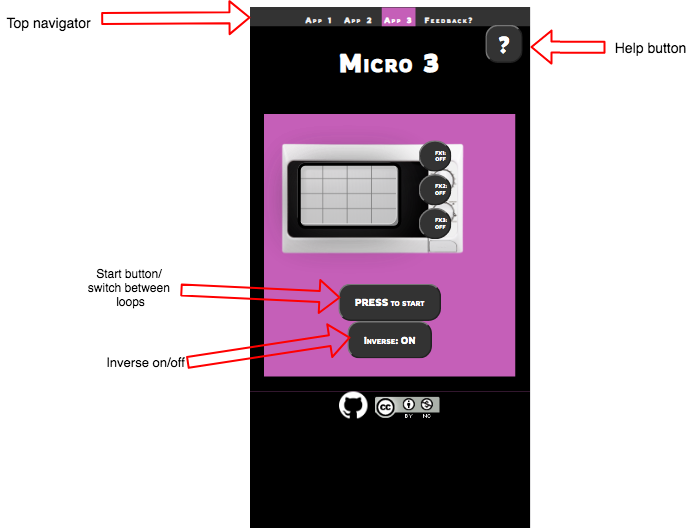 Top navigator
App 1 App 2 App 3 Feedback?
?
Help button
Micro 3
FX1:
OFF
FX2:
OFF
FX3:
OFF
Start button/
switch between
loops
PRESS to start
Inverse: ON
Inverse on/off
cc
BY NC